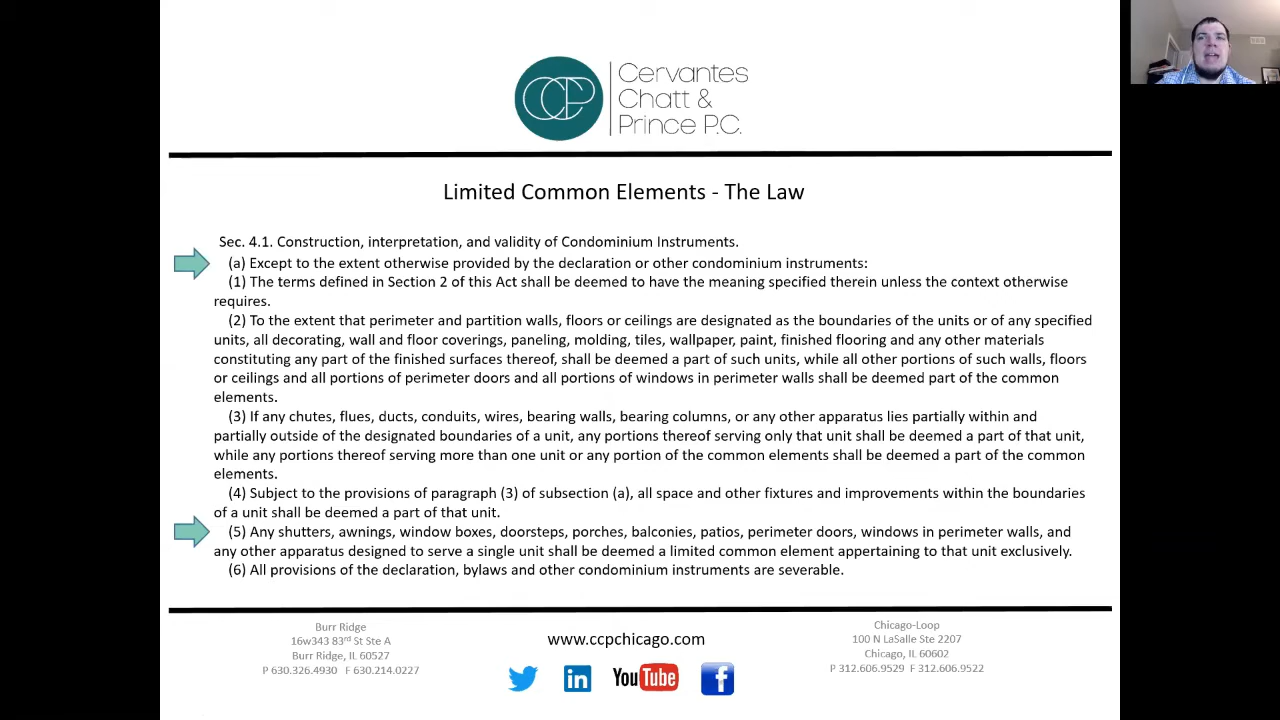 CCP
Cervantes
Chatt &
Prince P.C.
Limited Common Elements - The Law
Sec. 4.1. Construction, interpretation, and validity of Condominium Instruments.
(a) Except to the extent otherwise provided by the declaration or other condominium instruments:
(1) The terms defined in Section 2 of this Act shall be deemed to have the meaning specified therein unless the context otherwise
requires.
(2) To the extent that perimeter and partition walls, floors or ceilings are designated as the boundaries of the units or of any specified
units, all decorating, wall and floor coverings, paneling, molding, tiles, wallpaper, paint, finished flooring and any other materials
constituting any part of the finished surfaces thereof, shall be deemed a part of such units, while all other portions of such walls, floors
or ceilings and all portions of perimeter doors and all portions of windows in perimeter walls shall be deemed part of the common
elements.
(3) If any chutes, flues, ducts, conduits, wires, bearing walls, bearing columns, or any other apparatus lies partially within and
partially outside of the designated boundaries of a unit, any portions thereof serving only that unit shall be deemed a part of that unit,
while any portions thereof serving more than one unit or any portion of the common elements shall be deemed a part of the common
elements.
(4) Subject to the provisions of paragraph (3) of subsection (a), all space and other fixtures and improvements within the boundaries
of a unit shall be deemed a part of that unit.
(5) Any shutters, awnings, window boxes, doorsteps, porches, balconies, patios, perimeter doors, windows in perimeter walls, and
any other apparatus designed to serve a single unit shall be deemed a limited common element appertaining to that unit exclusively.
(6) All provisions of the declaration, bylaws and other condominium instruments are severable.
Burr Ridge
16w343 83rd St Ste A
Burr Ridge, IL 60527
P 630.326.4930 F 630.214.0227
www.ccpchicago.com
in
YouTube
f
Chicago-Loop
100 N LaSalle Ste 2207
Chicago, IL 60602
P 312.606.9529 F 312.606.9522